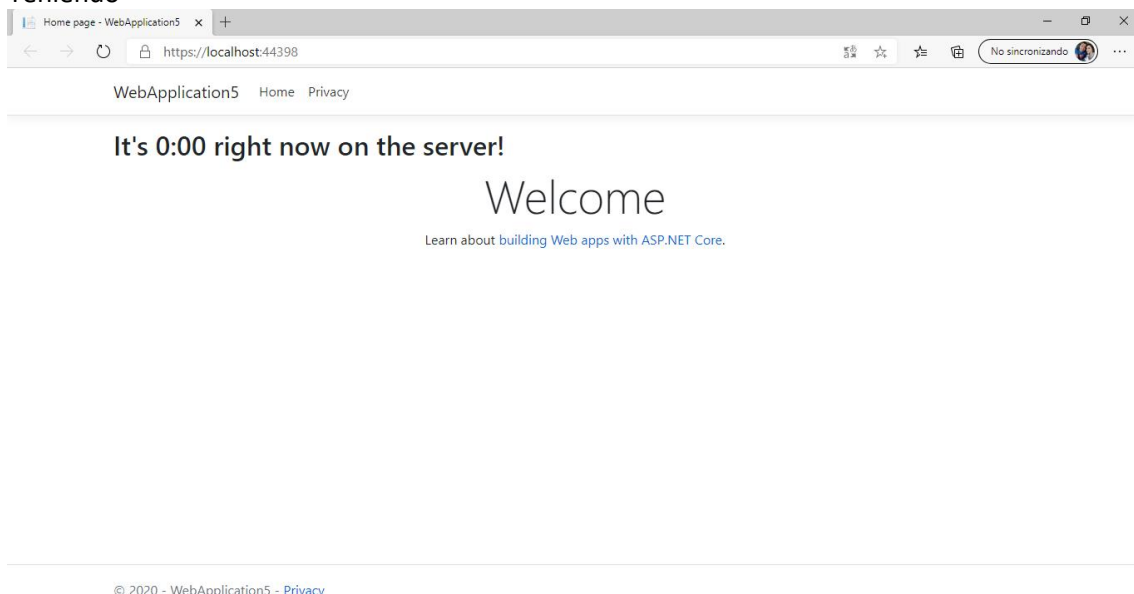 Teniendo
Home page - WebApplication5
https://localhost:44398
No sincronizando
WebApplication5 Home Privacy
It's 0:00 right now on the server!
Welcome
Learn about building Web apps with ASP.NET Core.
© 2020 - WebApplication5 - Privacy